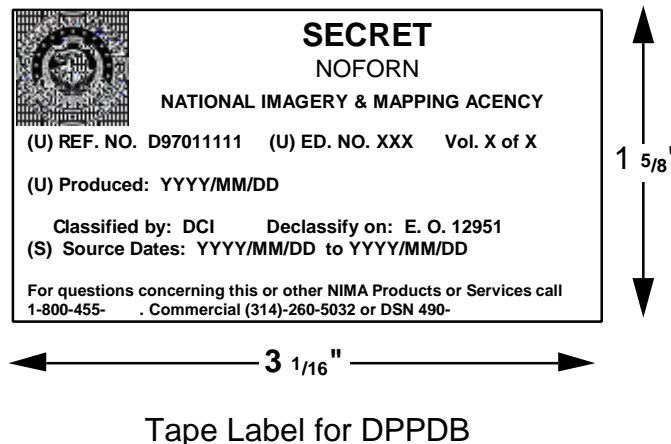 SECRET
NOFORN
NATIONAL IMAGERY & MAPPING ACENCY
(U) REF. NO. D97011111 (U) ED. NO. XXX Vol. X of X
(U) Produced: YYYY/MM/DD
Classified by: DCI Declassify on: E. O. 12951
(S) Source Dates: YYYY/MM/DD to YYYY/MM/DD
For questions concerning this or other NIMA Products or Services call
1-800-455- . Commercial (314)-260-5032 or DSN 490-
1 5/8"
3 1/16"
Tape Label for DPPDB